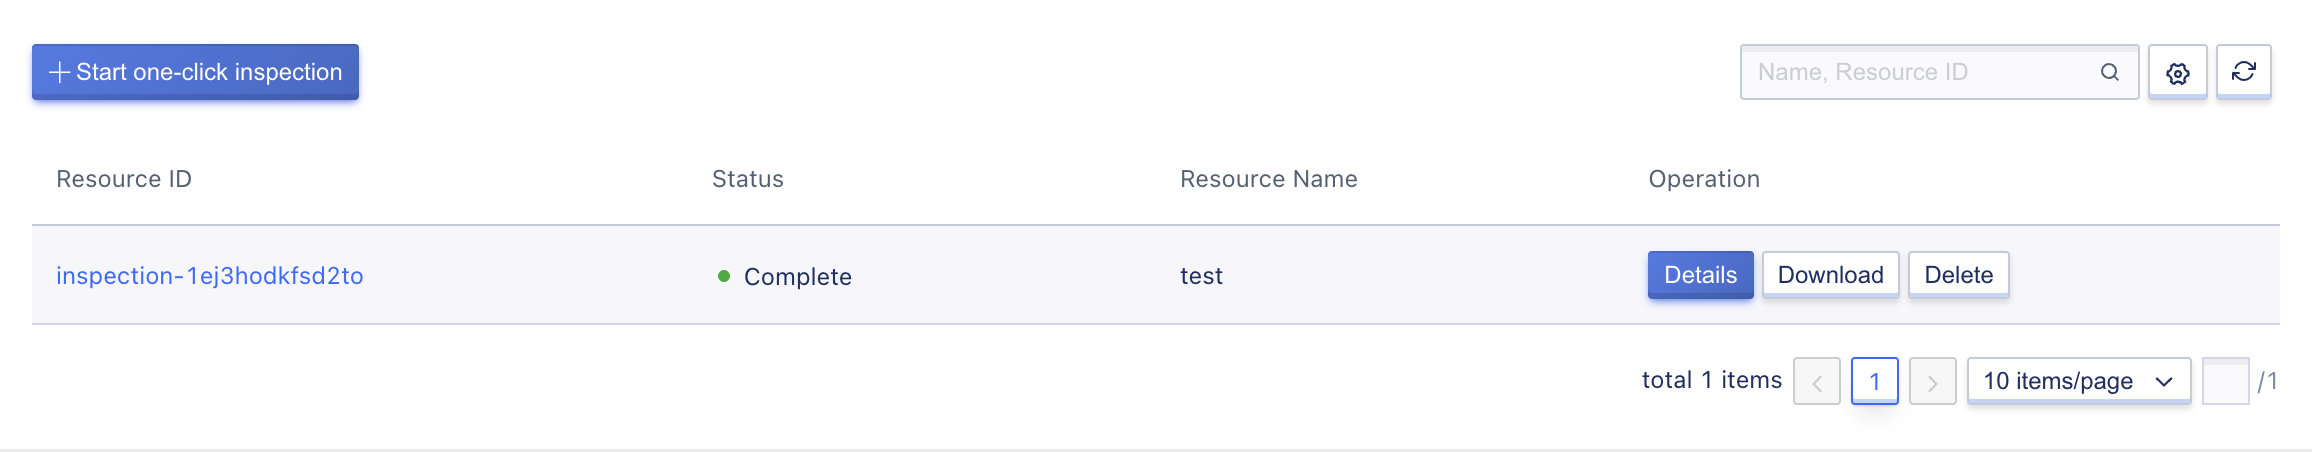 Start one-click inspection
Name, Resource ID
Resource ID Status Resource Name Operation
inspection-1ej3hodkfsd2to Complete test Details Download Delete
total 1 items 1 10 items/page /1